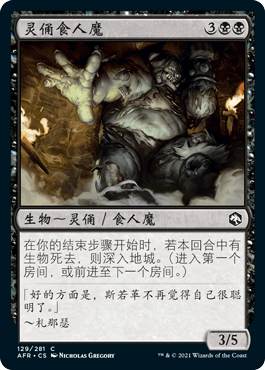 灵俑食人魔 3
生物～灵俑／食人魔
在你的结束步骤开始时，若本回合中有
生物死去，则深入地城。（进入第一个
房间，或前进至下一个房间。）
「好的方面是，斯若革不再觉得自己很聪
明了。」
～札那瑟
129/281 C
AFR • CS Nicholas Gregory
3/5
™ & © 2021 Wizards of the Coast